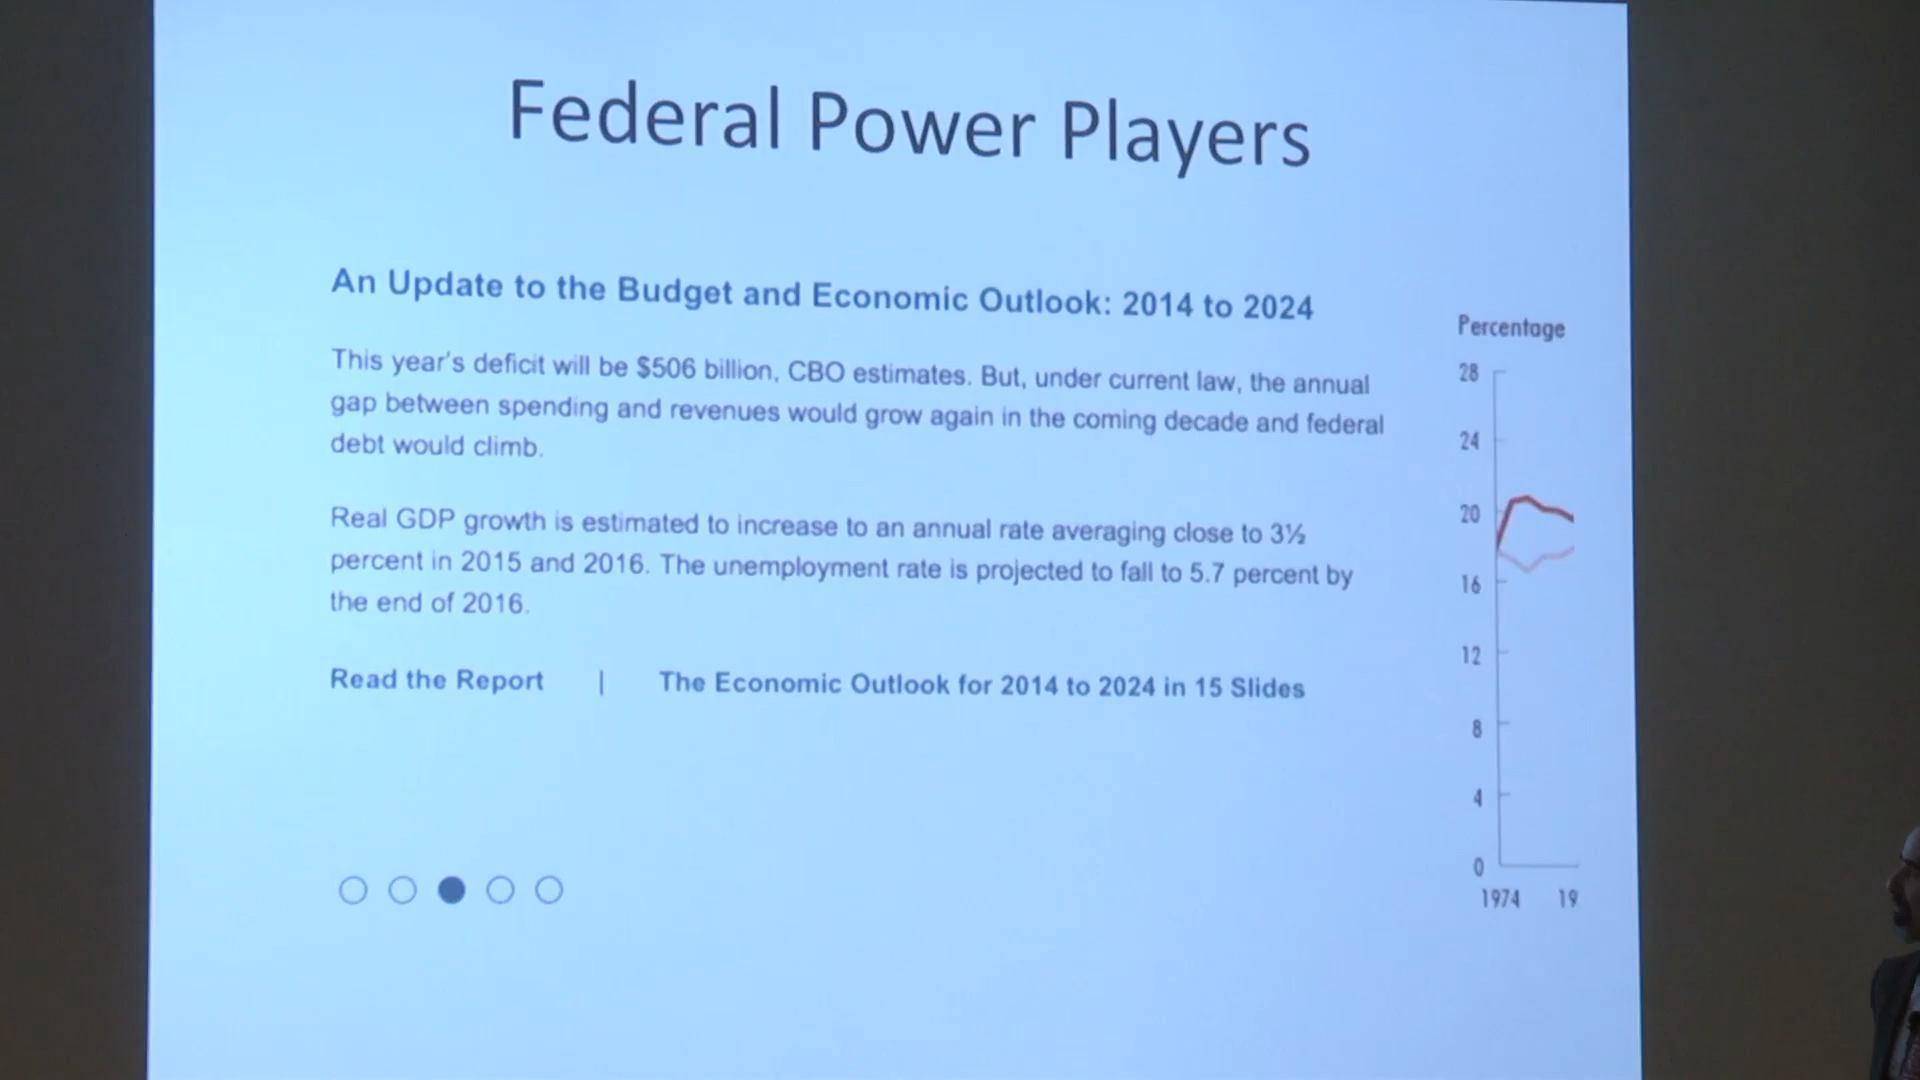 Federal Power Players
An Update to the Budget and Economic Outlook: 2014 to 2024
This year's deficit will be $506 billion, CBO estimates. But, under current law, the annual
gap between spending and revenues would grow again in the coming decade and federal
debt would climb.
Real GDP growth is estimated to increase to an annual rate averaging close to 3½
percent in 2015 and 2016. The unemployment rate is projected to fall to 5.7 percent by
the end of 2016.
Read the Report | The Economic Outlook for 2014 to 2024 in 15 Slides
Percentage
28
24
20
16
12
8
4
0
1974 19